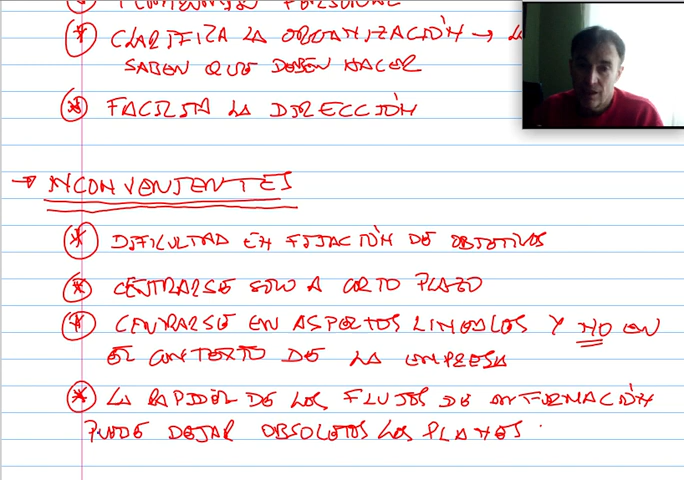 * CLARIFICA LA ORGANIZACIÓN →
SABEN QUE DEBEN HACER
* FACILITA LA DIRECCIÓN
→ INCONVENIENTES
* DIFICULTAD EN FIJACIÓN DE OBJETIVOS
* CENTRARSE SOLO A CORTO PLAZO
* CENTRARSE EN ASPECTOS LINEALES Y NO EN
EL CONTEXTO DE LA EMPRESA
* LA RAPIDEZ DE LOS FLUJOS DE INFORMACIÓN
PUEDE DEJAR OBSOLETOS LOS PLANES